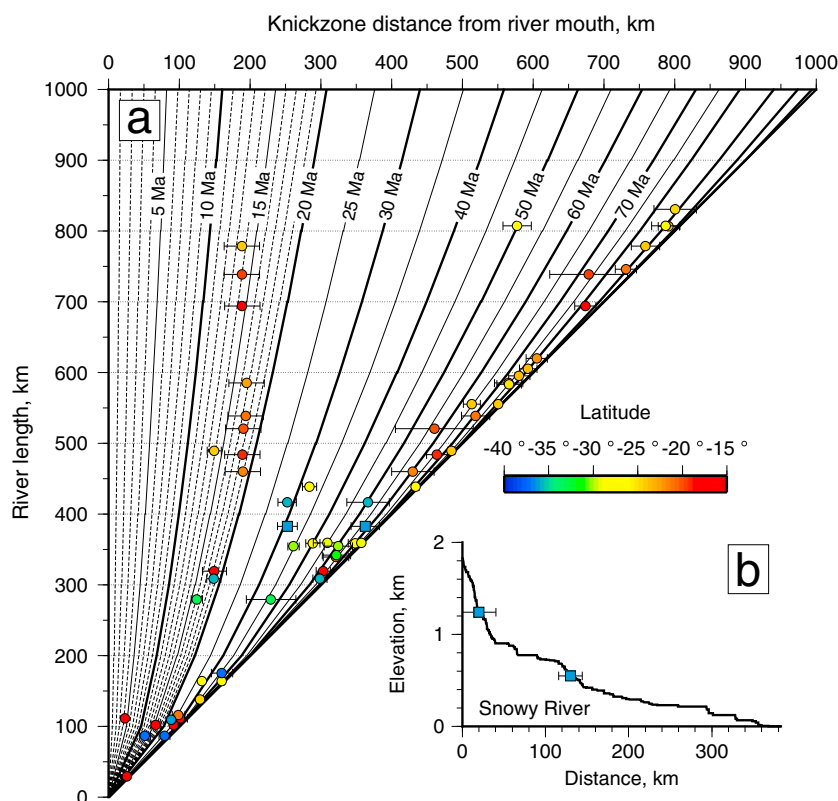 Knickzone distance from river mouth, km
0 100 200 300 400 500 600 700 800 900 1000
1000
900
800
700
600
500
400
300
200
100
0
River length, km
a
5 Ma
10 Ma
15 Ma
20 Ma
25 Ma
30 Ma
40 Ma
50 Ma
60 Ma
70 Ma
Latitude
-40° -35° -30° -25° -20° -15°
b
2
1
0
Elevation, km
Snowy River
0 100 200 300
Distance, km